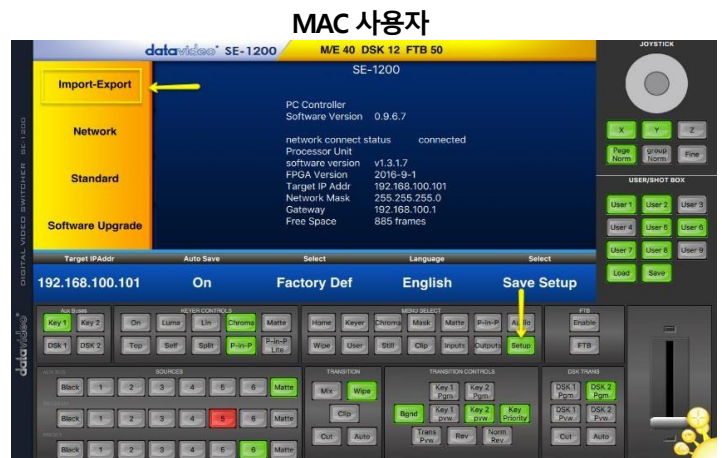 MAC 사용자
datavideo® SE-1200 M/E 40 DSK 12 FTB 50
JOYSTICK
SE-1200
Import-Export
PC Controller
Software Version 0.9.6.7
Network
network connect status connected
Processor Unit
software version v1.3.1.7
FPGA Version 2016-9-1
Target IP Addr 192.168.100.101
Network Mask 255.255.255.0
Gateway 192.168.100.1
Free Space 885 frames
Standard
Software Upgrade
X Y Z
Page Norm group Norm Fine
USER/SHOT BOX
User 1 User 2 User 3
User 4 User 5 User 6
User 7 User 8 User 9
Load Save
DIGITAL VIDEO SWITCHER SE-1200
datavideo®
Target IPAddr Auto Save Select Language Select
192.168.100.101 On Factory Def English Save Setup
Aux Buses KEYER CONTROLS MENU SELECT FTB
Key 1 Key 2 On Luma Lin Chroma Matte Home Keyer Chroma Mask Matte P-in-P Audio Enable
DSK 1 DSK 2 Top Self Split P-in-P P-in-P Lite Wipe User Still Clip Inputs Outputs Setup FTB
AUX BUS SOURCES TRANSITION TRANSITION CONTROLS DSK TRANS
Black 1 2 3 4 5 6 Matte Mix Wipe Key 1 Pgm Key 2 Pgm DSK 1 Pgm DSK 2 Pgm
PROGRAM
Black 1 2 3 4 5 6 Matte Clip Bgnd Key 1 pvw Key 2 pvw Key Priority DSK 1 Pvw DSK 2 Pvw
PRESET
Black 1 2 3 4 5 6 Matte Cut Auto Trans Pvw Rev Norm Rev Cut Auto